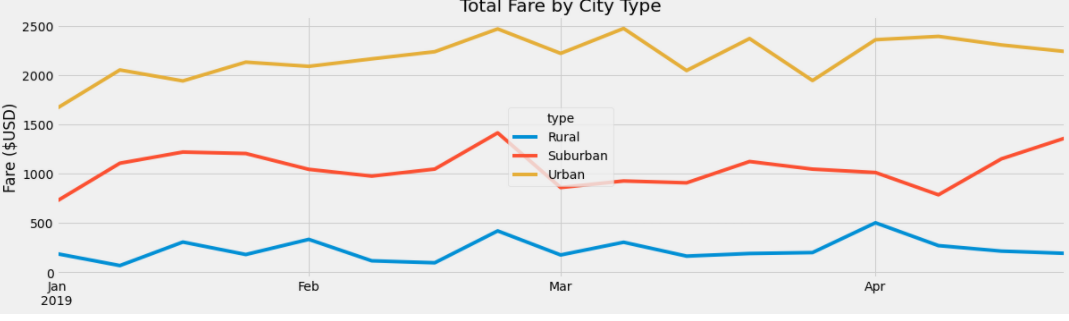 Total Fare by City Type
Fare ($USD)
2500
2000
1500
1000
500
0
type
Rural
Suburban
Urban
Jan Feb Mar Apr
2019